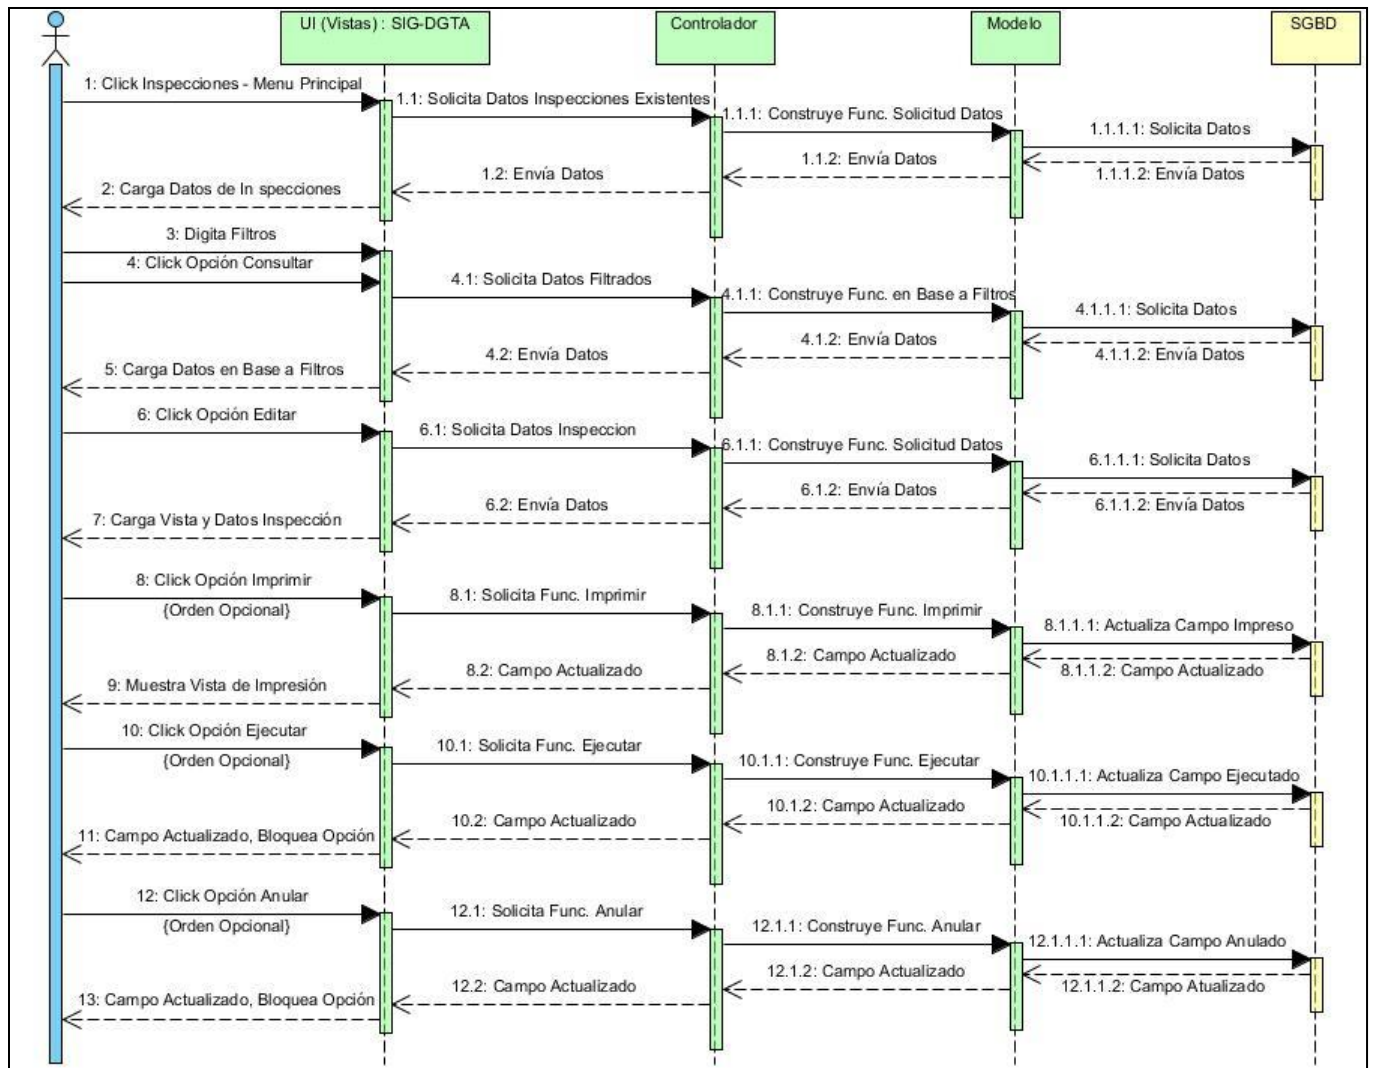 UI (Vistas) : SIG-DGTA
Controlador
Modelo
SGBD
1: Click Inspecciones - Menu Principal
1.1: Solicita Datos Inspecciones Existentes
1.1.1: Construye Func. Solicitud Datos
1.1.1.1: Solicita Datos
1.1.1.2: Envía Datos
1.1.2: Envía Datos
1.2: Envía Datos
2: Carga Datos de In specciones
3: Digita Filtros
4: Click Opción Consultar
4.1: Solicita Datos Filtrados
4.1.1: Construye Func. en Base a Filtros
4.1.1.1: Solicita Datos
4.1.1.2: Envía Datos
4.1.2: Envía Datos
4.2: Envía Datos
5: Carga Datos en Base a Filtros
6: Click Opción Editar
6.1: Solicita Datos Inspeccion
6.1.1: Construye Func. Solicitud Datos
6.1.1.1: Solicita Datos
6.1.1.2: Envía Datos
6.1.2: Envía Datos
6.2: Envía Datos
7: Carga Vista y Datos Inspección
8: Click Opción Imprimir
{Orden Opcional}
8.1: Solicita Func. Imprimir
8.1.1: Construye Func. Imprimir
8.1.1.1: Actualiza Campo Impreso
8.1.1.2: Campo Actualizado
8.1.2: Campo Actualizado
8.2: Campo Actualizado
9: Muestra Vista de Impresión
10: Click Opción Ejecutar
{Orden Opcional}
10.1: Solicita Func. Ejecutar
10.1.1: Construye Func. Ejecutar
10.1.1.1: Actualiza Campo Ejecutado
10.1.1.2: Campo Actualizado
10.1.2: Campo Actualizado
10.2: Campo Actualizado
11: Campo Actualizado, Bloquea Opción
12: Click Opción Anular
{Orden Opcional}
12.1: Solicita Func. Anular
12.1.1: Construye Func. Anular
12.1.1.1: Actualiza Campo Anulado
12.1.1.2: Campo Atualizado
12.1.2: Campo Actualizado
12.2: Campo Actualizado
13: Campo Actualizado, Bloquea Opción